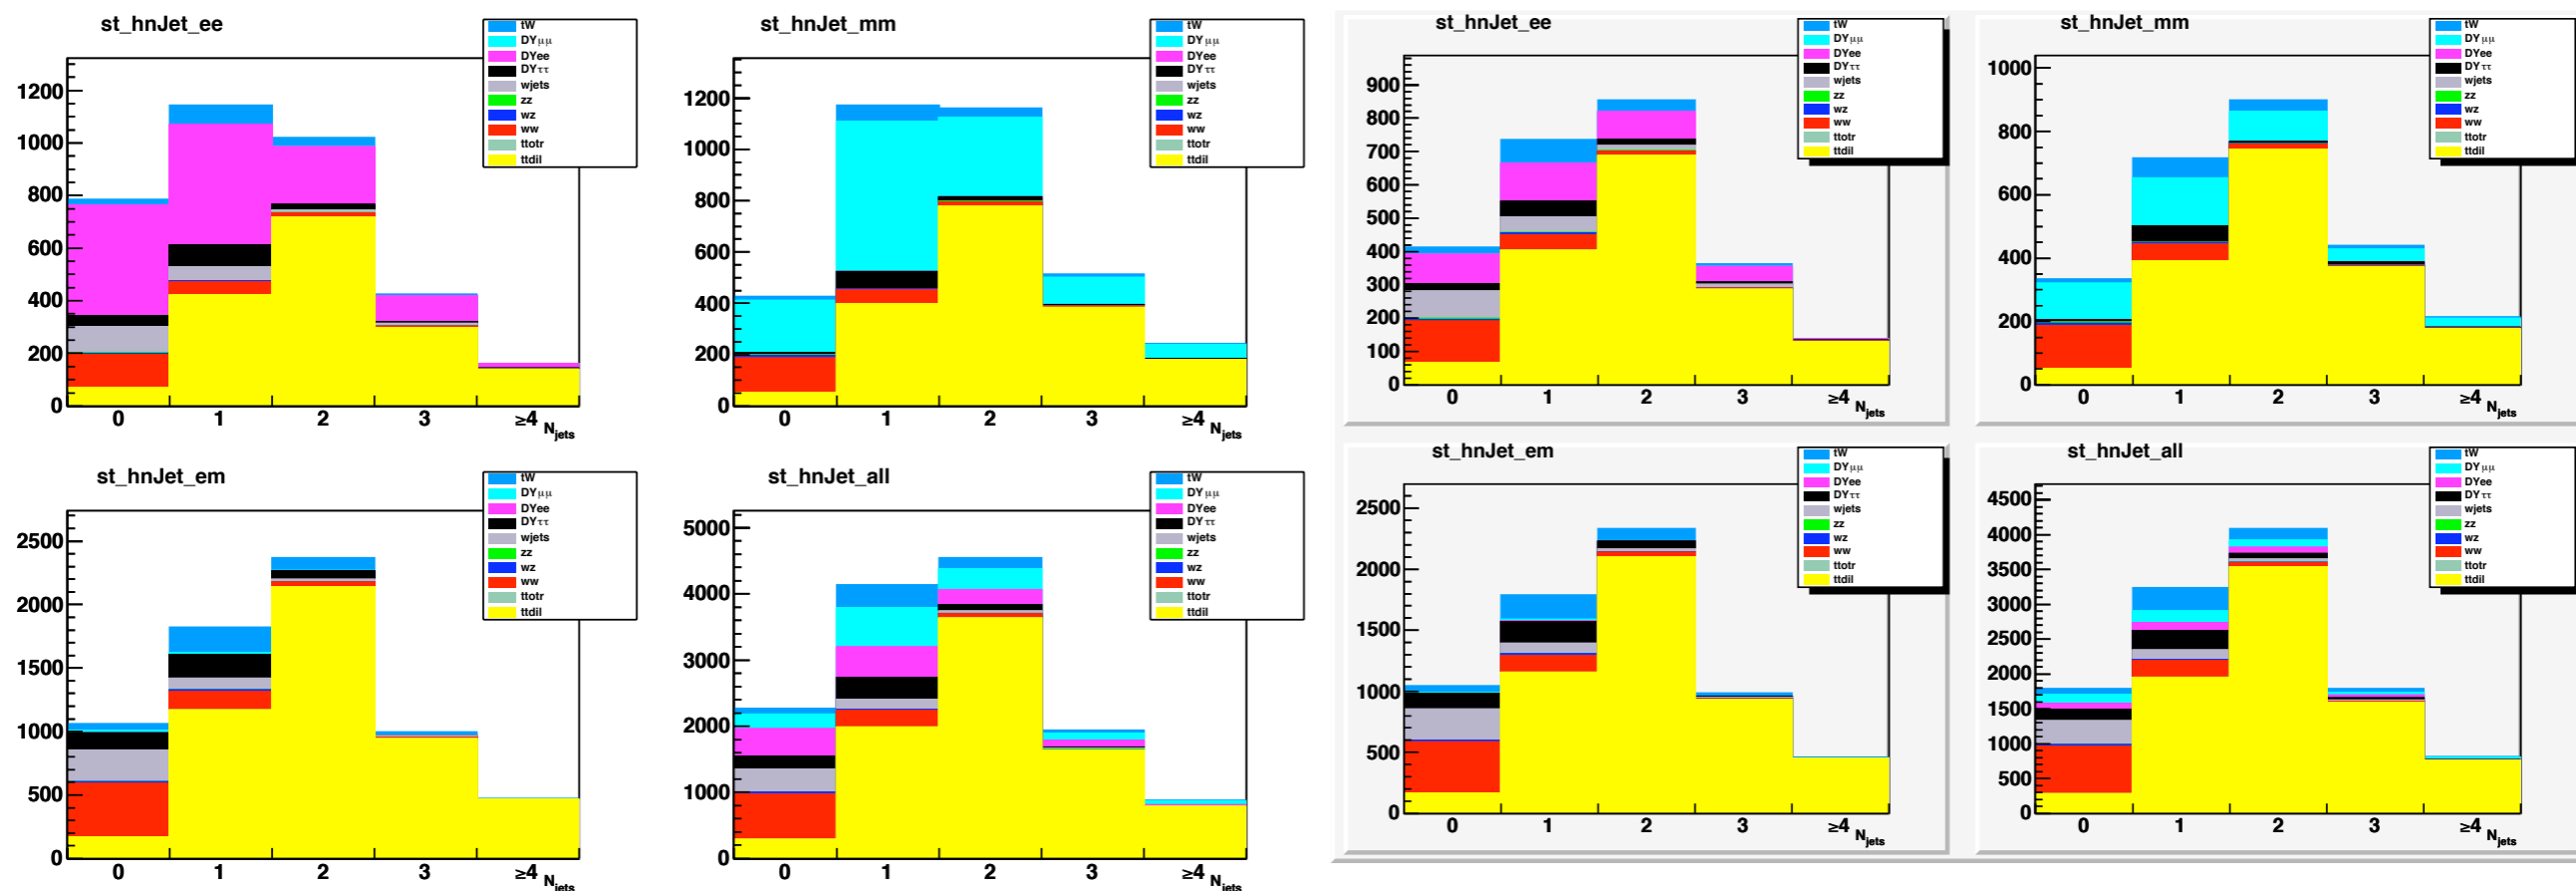 st_hnJet_ee
tW
DYμμ
DYee
DYττ
wjets
zz
wz
ww
ttotr
ttdil
1200
1000
800
600
400
200
0
0 1 2 3 ≥4
Njets
st_hnJet_mm
tW
DYμμ
DYee
DYττ
wjets
zz
wz
ww
ttotr
ttdil
1200
1000
800
600
400
200
0
0 1 2 3 ≥4
Njets
st_hnJet_ee
tW
DYμμ
DYee
DYττ
wjets
zz
wz
ww
ttotr
ttdil
900
800
700
600
500
400
300
200
100
0
0 1 2 3 ≥4
Njets
st_hnJet_mm
tW
DYμμ
DYee
DYττ
wjets
zz
wz
ww
ttotr
ttdil
1000
800
600
400
200
0
0 1 2 3 ≥4
Njets
st_hnJet_em
tW
DYμμ
DYee
DYττ
wjets
zz
wz
ww
ttotr
ttdil
2500
2000
1500
1000
500
0
0 1 2 3 ≥4
Njets
st_hnJet_all
tW
DYμμ
DYee
DYττ
wjets
zz
wz
ww
ttotr
ttdil
5000
4000
3000
2000
1000
0
0 1 2 3 ≥4
Njets
st_hnJet_em
tW
DYμμ
DYee
DYττ
wjets
zz
wz
ww
ttotr
ttdil
2500
2000
1500
1000
500
0
0 1 2 3 ≥4
Njets
st_hnJet_all
tW
DYμμ
DYee
DYττ
wjets
zz
wz
ww
ttotr
ttdil
4500
4000
3500
3000
2500
2000
1500
1000
500
0
0 1 2 3 ≥4
Njets